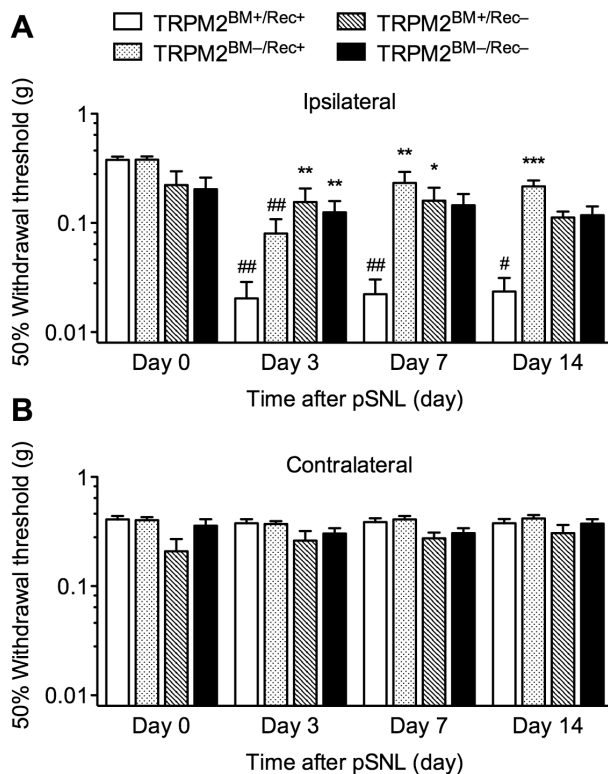 A
TRPM2BM+/Rec+ TRPM2BM+/Rec–
TRPM2BM–/Rec+ TRPM2BM–/Rec–
Ipsilateral
50% Withdrawal threshold (g)
1
0.1
0.01
## ## ** **
## ** *
# ***
Day 0 Day 3 Day 7 Day 14
Time after pSNL (day)
B
Contralateral
50% Withdrawal threshold (g)
1
0.1
0.01
Day 0 Day 3 Day 7 Day 14
Time after pSNL (day)